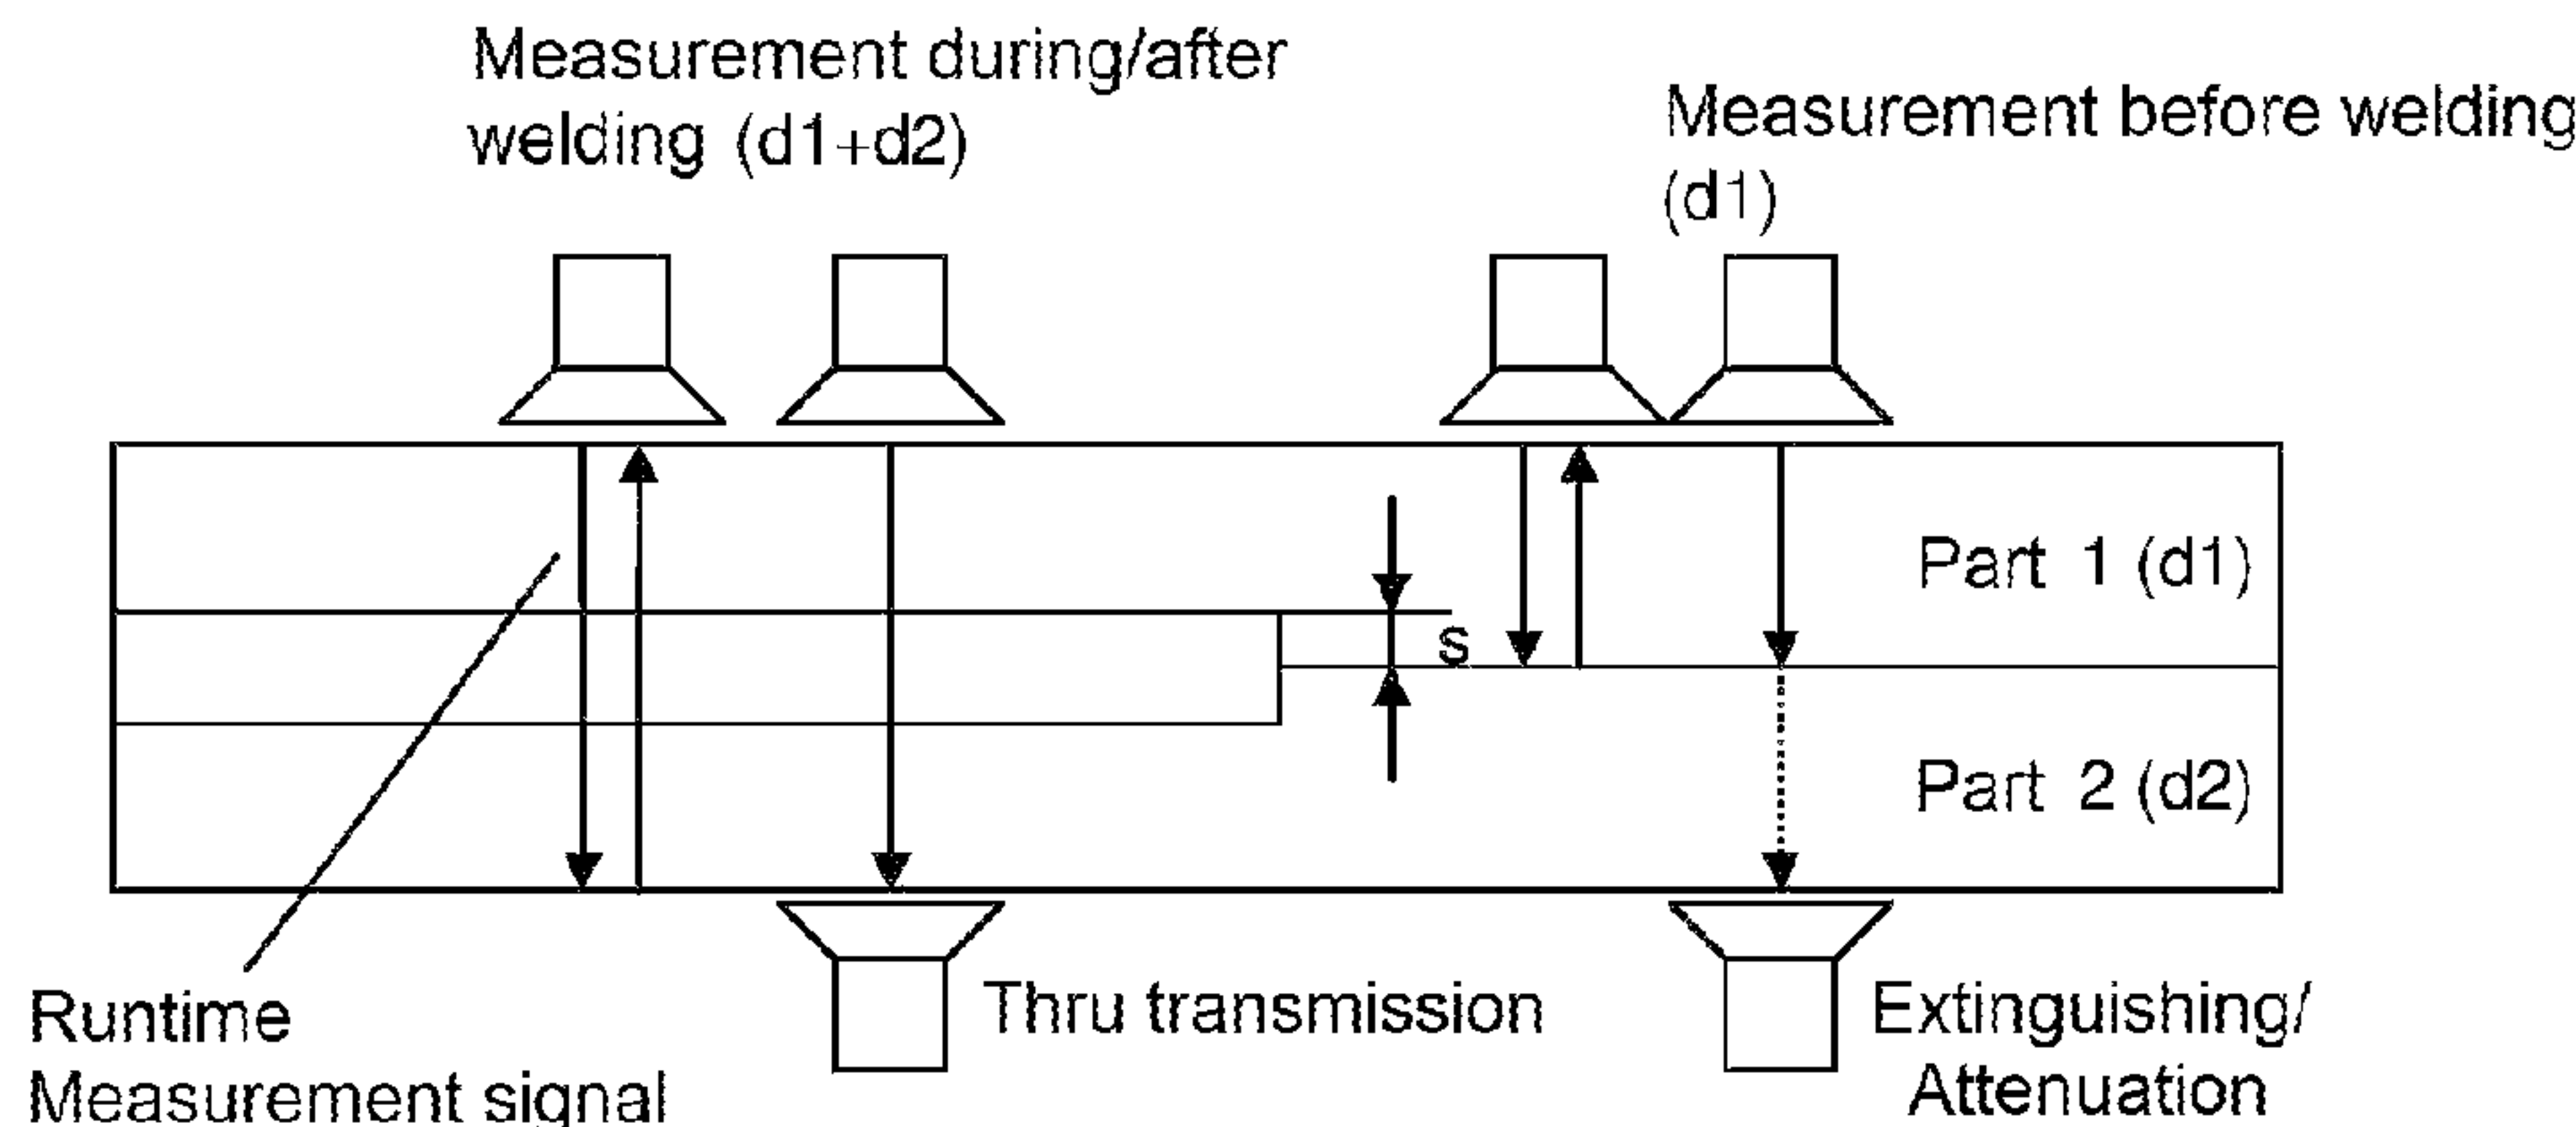 Measurement during/after
welding (d1+d2)
Measurement before welding
(d1)
Part 1 (d1)
s
Part 2 (d2)
Runtime
Measurement signal
Thru transmission
Extinguishing/
Attenuation